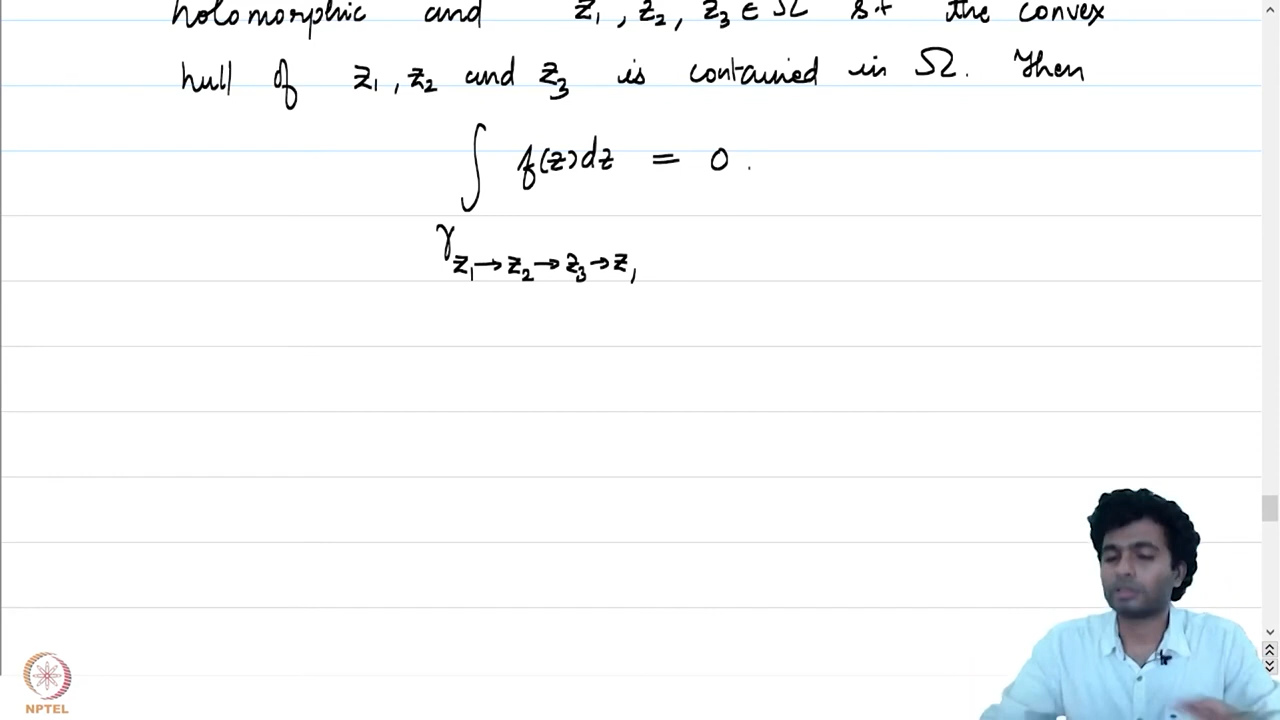 holomorphic and z₁, z₂, z₃ ∈ Ω s.t the convex
hull of z₁, z₂ and z₃ is contained in Ω. Then
∫ f(z)dz = 0.
γ z₁→z₂→z₃→z₁
NPTEL